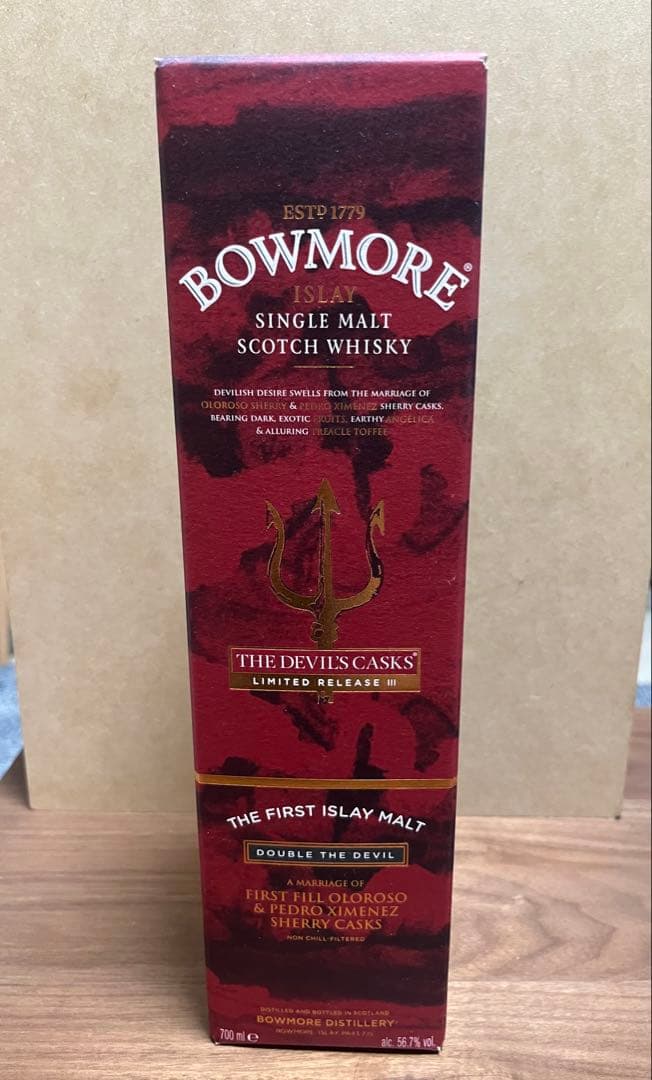 ESTD 1779
BOWMORE®
ISLAY
SINGLE MALT
SCOTCH WHISKY
DEVILISH DESIRE SWELLS FROM THE MARRIAGE OF
OLOROSO SHERRY & PEDRO XIMENEZ SHERRY CASKS.
BEARING DARK, EXOTIC FRUITS, EARTHY ANGELICA
& ALLURING TREACLE TOFFEE
THE DEVIL'S CASKS®
LIMITED RELEASE III
THE FIRST ISLAY MALT
DOUBLE THE DEVIL
A MARRIAGE OF
FIRST FILL OLOROSO
& PEDRO XIMENEZ
SHERRY CASKS
NON CHILL-FILTERED
DISTILLED AND BOTTLED IN SCOTLAND
BOWMORE DISTILLERY
BOWMORE, ISLAY,
700 ml e
alc. 56.7% vol.